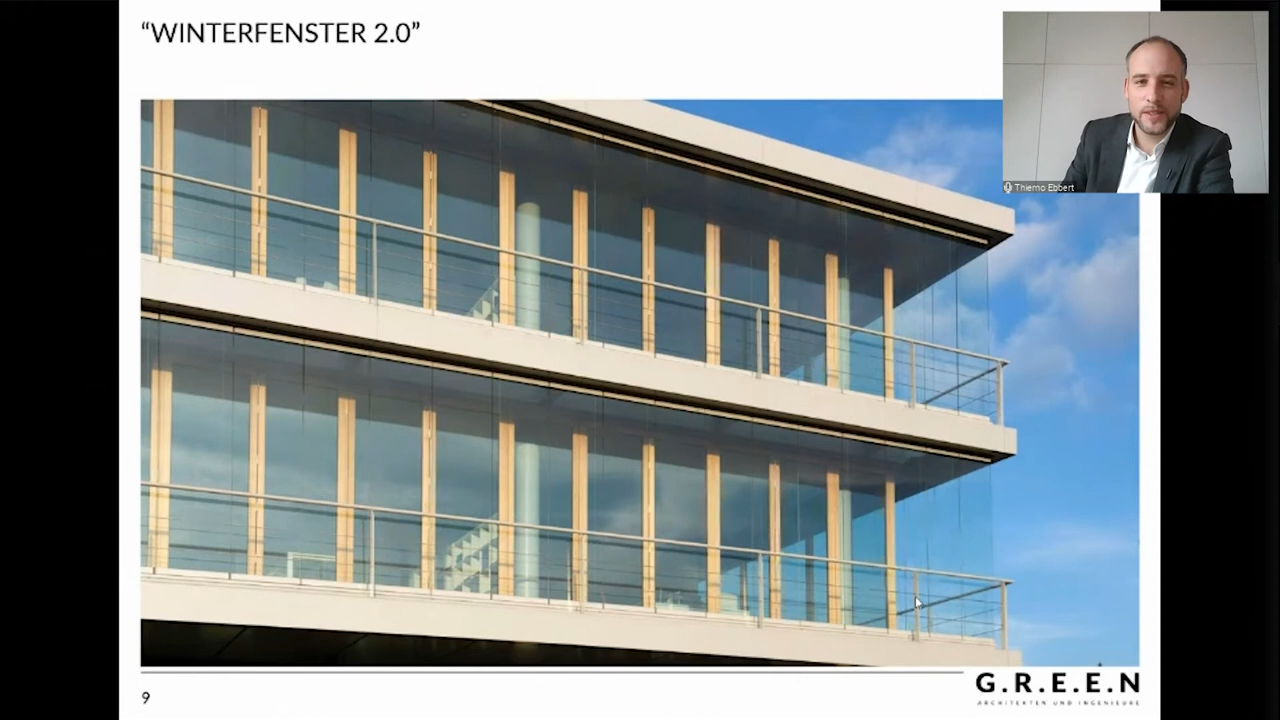 “WINTERFENSTER 2.0”
Thiemo Ebbert
9
G.R.E.E.N
ARCHITEKTEN UND INGENIEURE